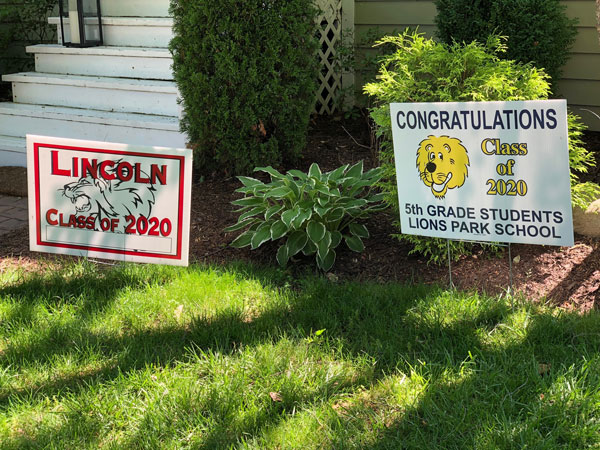 LINCOLN
CLASS OF 2020
CONGRATULATIONS
Class
of
2020
5TH GRADE STUDENTS
LIONS PARK SCHOOL